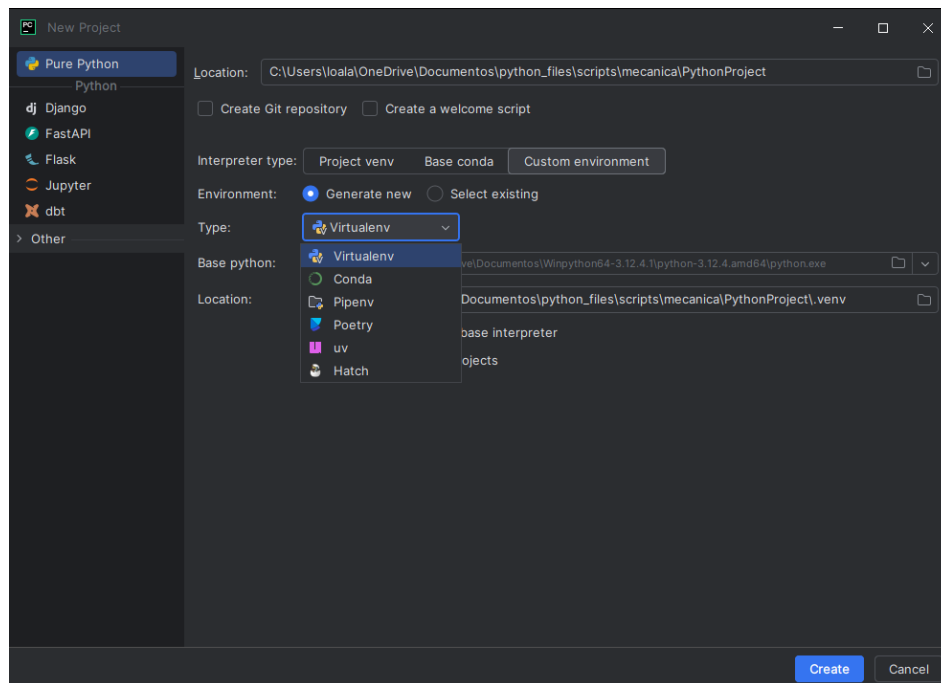 New Project
Pure Python
Python
dj Django
FastAPI
Flask
Jupyter
dbt
Other
Location: C:\Users\loala\OneDrive\Documentos\python_files\scripts\mecanica\PythonProject
Create Git repository Create a welcome script
Interpreter type: Project venv Base conda Custom environment
Environment: Generate new Select existing
Type: Virtualenv
Virtualenv
Conda
Pipenv
Poetry
uv
Hatch
Base python: ve\Documentos\Winpython64-3.12.4.1\python-3.12.4.amd64\python.exe
Location: Documentos\python_files\scripts\mecanica\PythonProject\.venv
base interpreter
ojects
Create Cancel